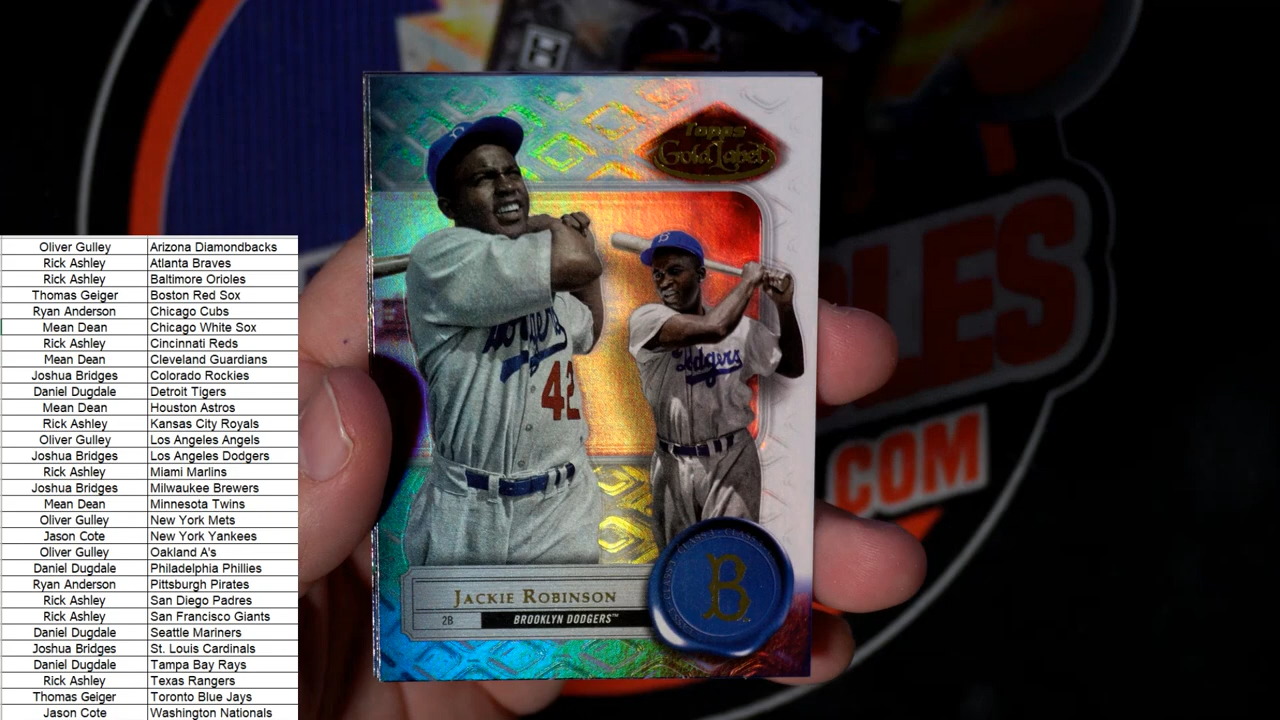 Oliver Gulley Arizona Diamondbacks
Rick Ashley Atlanta Braves
Rick Ashley Baltimore Orioles
Thomas Geiger Boston Red Sox
Ryan Anderson Chicago Cubs
Mean Dean Chicago White Sox
Rick Ashley Cincinnati Reds
Mean Dean Cleveland Guardians
Joshua Bridges Colorado Rockies
Daniel Dugdale Detroit Tigers
Mean Dean Houston Astros
Rick Ashley Kansas City Royals
Oliver Gulley Los Angeles Angels
Joshua Bridges Los Angeles Dodgers
Rick Ashley Miami Marlins
Joshua Bridges Milwaukee Brewers
Mean Dean Minnesota Twins
Oliver Gulley New York Mets
Jason Cote New York Yankees
Oliver Gulley Oakland A's
Daniel Dugdale Philadelphia Phillies
Ryan Anderson Pittsburgh Pirates
Rick Ashley San Diego Padres
Rick Ashley San Francisco Giants
Daniel Dugdale Seattle Mariners
Joshua Bridges St. Louis Cardinals
Daniel Dugdale Tampa Bay Rays
Rick Ashley Texas Rangers
Thomas Geiger Toronto Blue Jays
Jason Cote Washington Nationals
Topps
Gold Label
B
B
Dodgers
42
Dodgers
B
JACKIE ROBINSON
2B BROOKLYN DODGERS™
LES
.COM